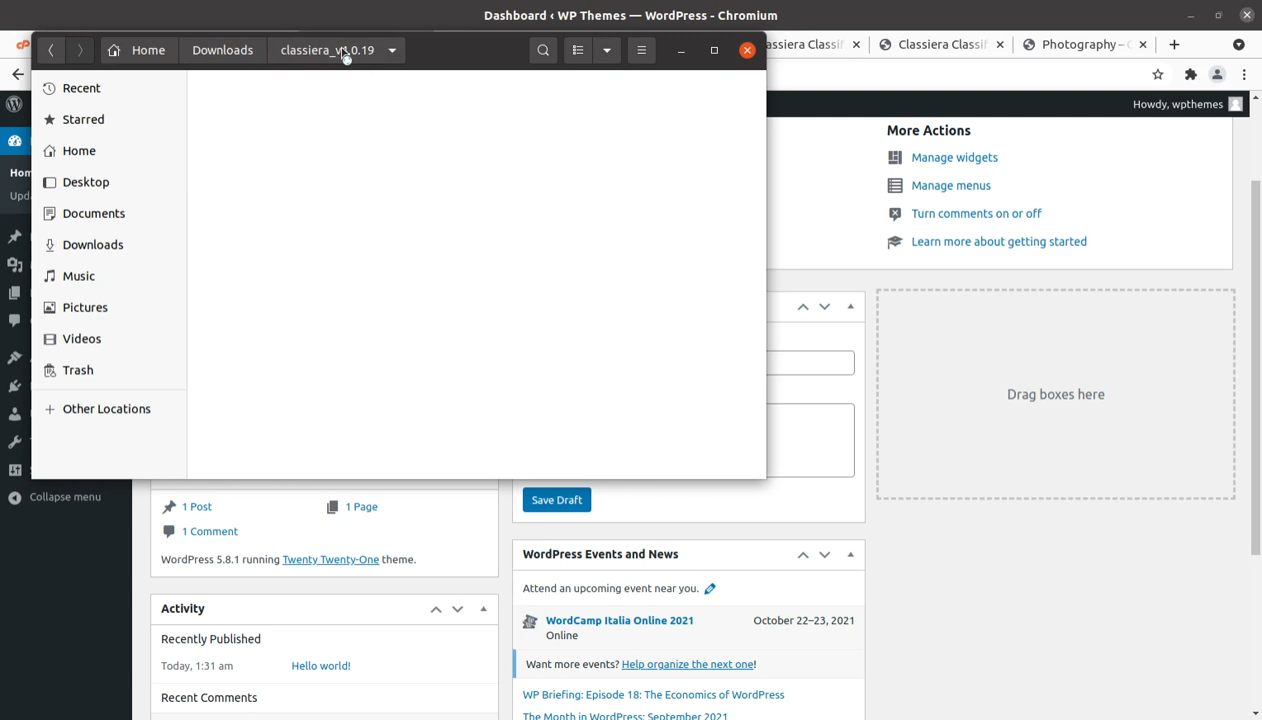 Dashboard ‹ WP Themes — WordPress - Chromium
Home
Downloads
classiera_v4.0.19
assiera Classif
Classiera Classif
Photography –
Howdy, wpthemes
Recent
Starred
Home
Desktop
Documents
Downloads
Music
Pictures
Videos
Trash
Other Locations
Hom
Upd
More Actions
Manage widgets
Manage menus
Turn comments on or off
Learn more about getting started
Drag boxes here
Collapse menu
1 Post
1 Page
1 Comment
WordPress 5.8.1 running Twenty Twenty-One theme.
Activity
Recently Published
Today, 1:31 am
Hello world!
Recent Comments
Save Draft
WordPress Events and News
Attend an upcoming event near you.
WordCamp Italia Online 2021
October 22–23, 2021
Online
Want more events? Help organize the next one!
WP Briefing: Episode 18: The Economics of WordPress
The Month in WordPress: September 2021